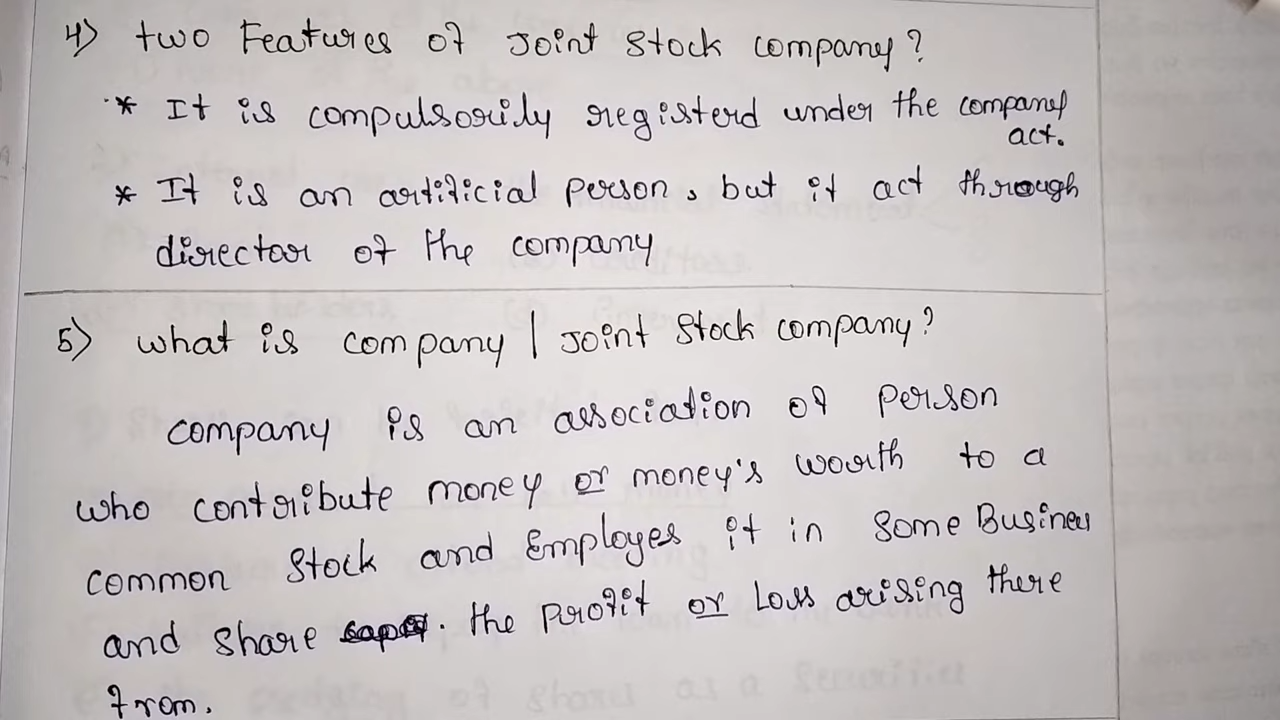 4) two Features of Joint Stock company?
* It is compulsorily registerd under the company
act.
* It is an artificial person, but it act through
director of the company
5) what is company | Joint Stock company?
company is an association of person
who contribute money or money's worth to a
common Stock and Employes it in Some Business
and share the profit or Loss arising there
from.